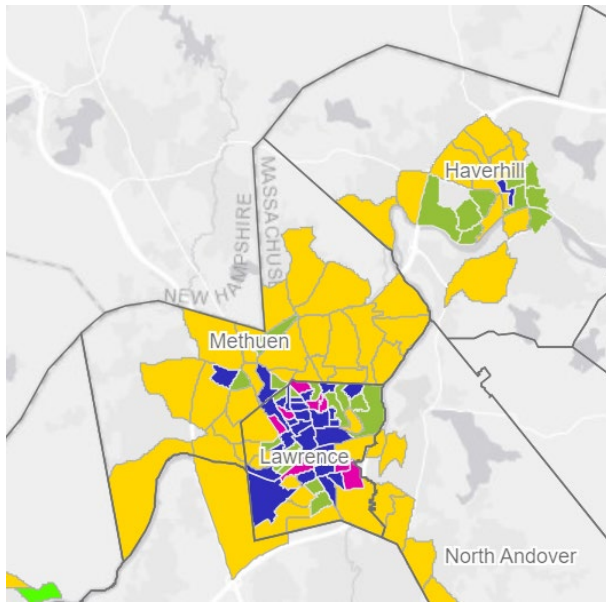 Haverhill
MASSACHUS
NEW HAMPSHIRE
Methuen
Lawrence
North Andover